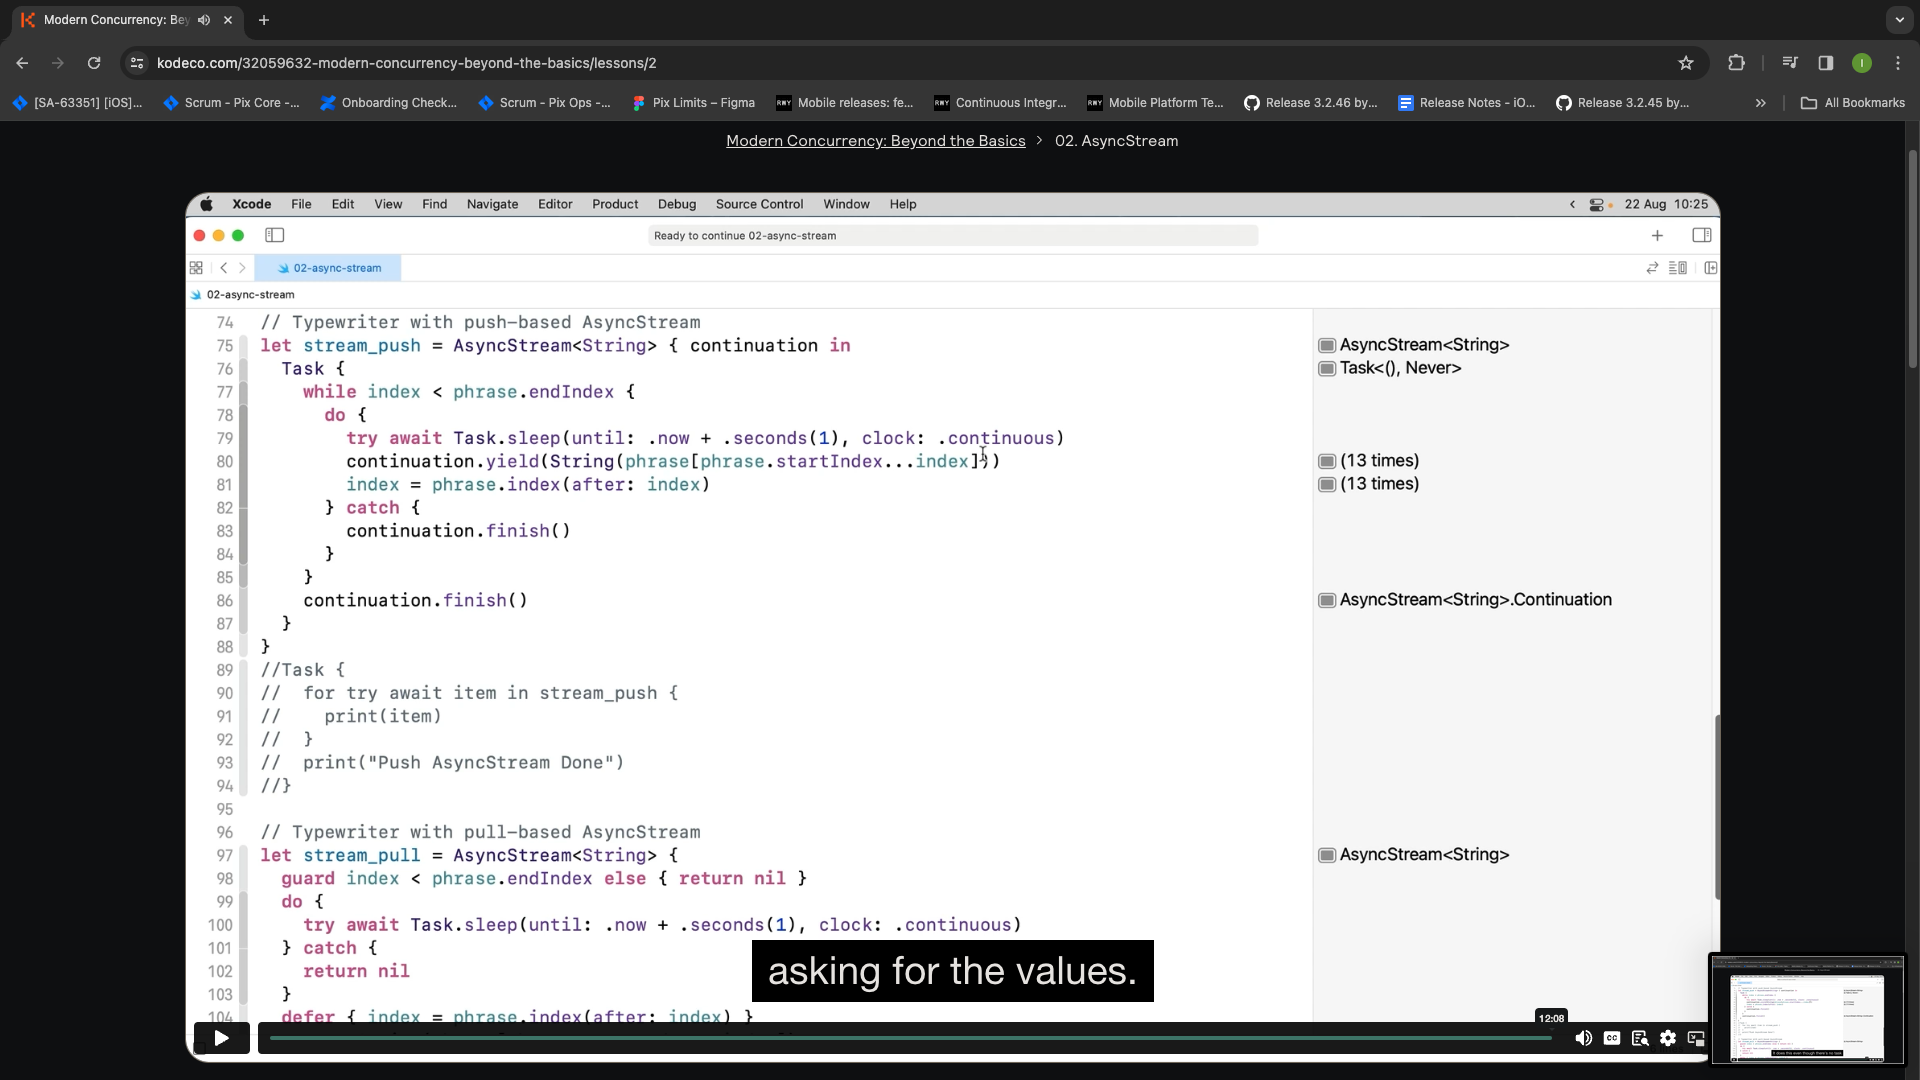 Modern Concurrency: Bey
kodeco.com/32059632-modern-concurrency-beyond-the-basics/lessons/2
[SA-63351] [iOS]...
Scrum - Pix Core -...
Onboarding Check...
Scrum - Pix Ops -...
Pix Limits – Figma
RWY Mobile releases: fe...
RWY Continuous Integr...
RWY Mobile Platform Te...
Release 3.2.46 by...
Release Notes - iO...
Release 3.2.45 by...
»
All Bookmarks
Modern Concurrency: Beyond the Basics > 02. AsyncStream
Xcode File Edit View Find Navigate Editor Product Debug Source Control Window Help
22 Aug 10:25
Ready to continue 02-async-stream
02-async-stream
02-async-stream
74 // Typewriter with push-based AsyncStream
75 let stream_push = AsyncStream<String> { continuation in
AsyncStream<String>
76 Task {
Task<(), Never>
77 while index < phrase.endIndex {
78 do {
79 try await Task.sleep(until: .now + .seconds(1), clock: .continuous)
80 continuation.yield(String(phrase[phrase.startIndex...index]))
(13 times)
81 index = phrase.index(after: index)
(13 times)
82 } catch {
83 continuation.finish()
84 }
85 }
86 continuation.finish()
AsyncStream<String>.Continuation
87 }
88 }
89 //Task {
90 // for try await item in stream_push {
91 // print(item)
92 // }
93 // print("Push AsyncStream Done")
94 //}
95
96 // Typewriter with pull-based AsyncStream
97 let stream_pull = AsyncStream<String> {
AsyncStream<String>
98 guard index < phrase.endIndex else { return nil }
99 do {
100 try await Task.sleep(until: .now + .seconds(1), clock: .continuous)
101 } catch {
102 return nil
103 }
104 defer { index = phrase.index(after: index) }
asking for the values.
12:08
CC